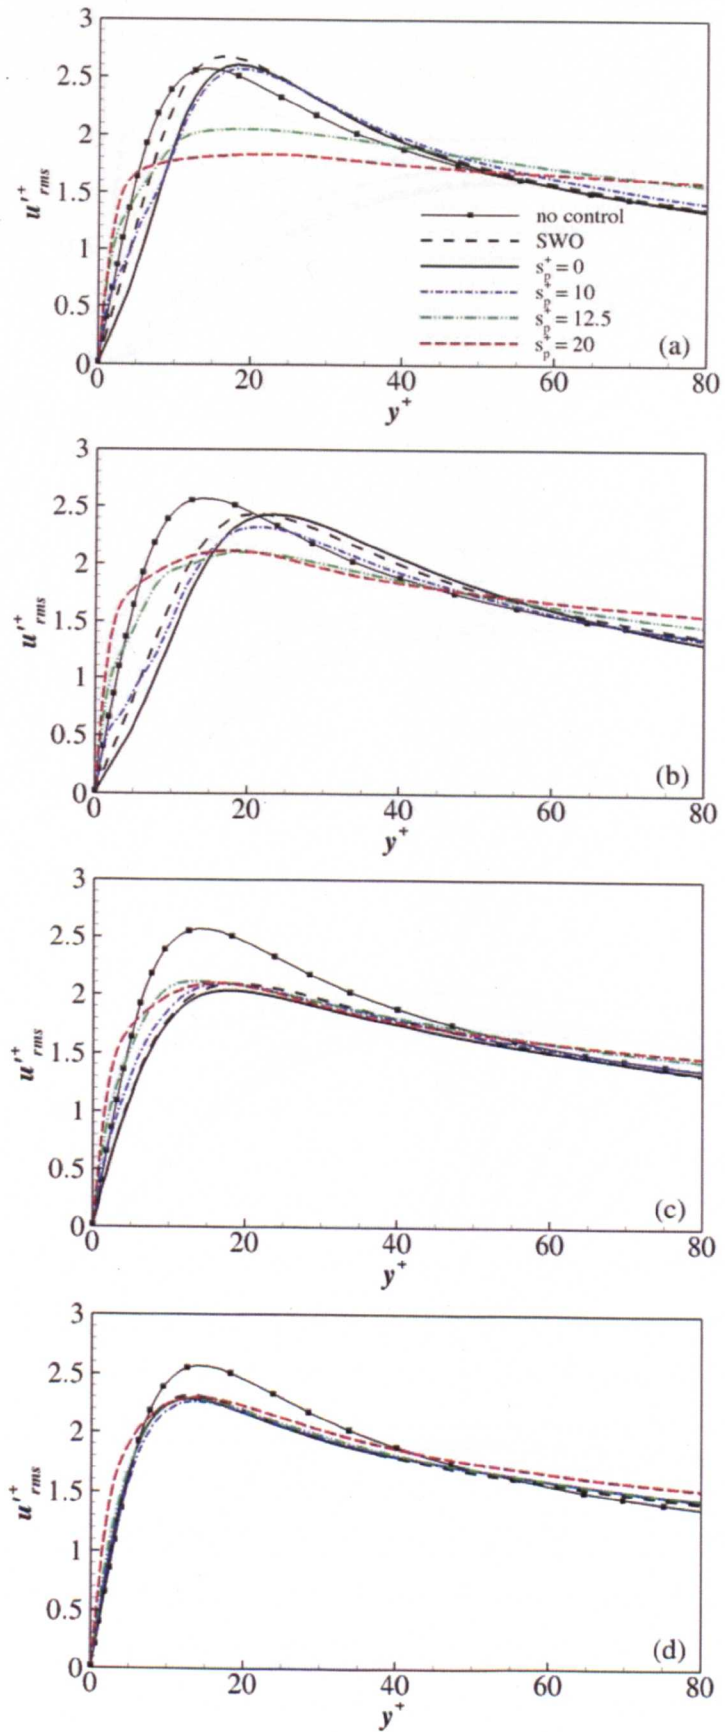 3
2.5
2
1.5
1
0.5
0
u'⁺rms
no control
SWO
s⁺p = 0
s⁺p = 10
s⁺p = 12.5
s⁺p = 20
(a)
0 20 40 60 80
y⁺
3
2.5
2
1.5
1
0.5
0
u'⁺rms
(b)
0 20 40 60 80
y⁺
3
2.5
2
1.5
1
0.5
0
u'⁺rms
(c)
0 20 40 60 80
y⁺
3
2.5
2
1.5
1
0.5
0
u'⁺rms
(d)
0 20 40 60 80
y⁺